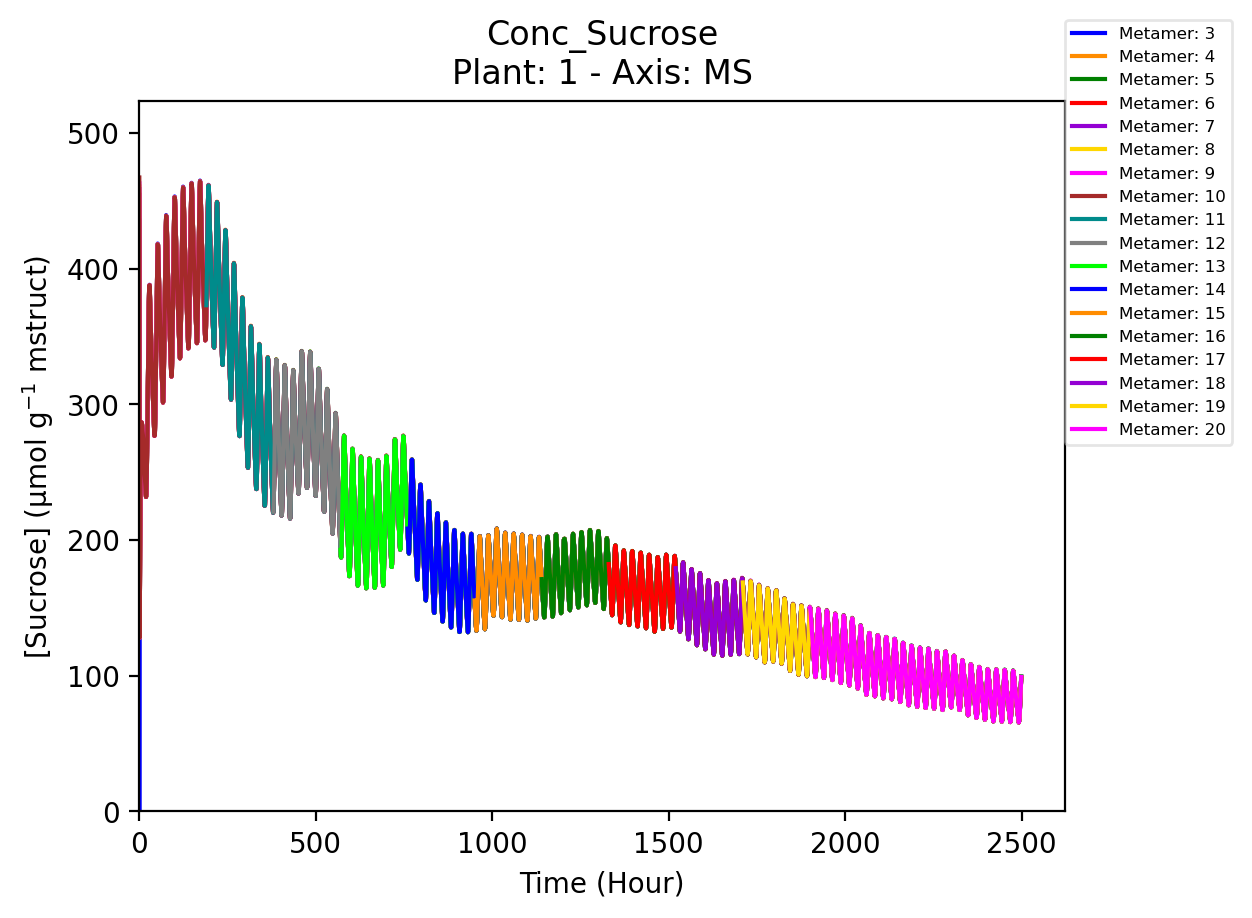 Conc_Sucrose
Plant: 1 - Axis: MS
[Sucrose] (µmol g⁻¹ mstruct)
500
400
300
200
100
0
0 500 1000 1500 2000 2500
Time (Hour)
Metamer: 3
Metamer: 4
Metamer: 5
Metamer: 6
Metamer: 7
Metamer: 8
Metamer: 9
Metamer: 10
Metamer: 11
Metamer: 12
Metamer: 13
Metamer: 14
Metamer: 15
Metamer: 16
Metamer: 17
Metamer: 18
Metamer: 19
Metamer: 20